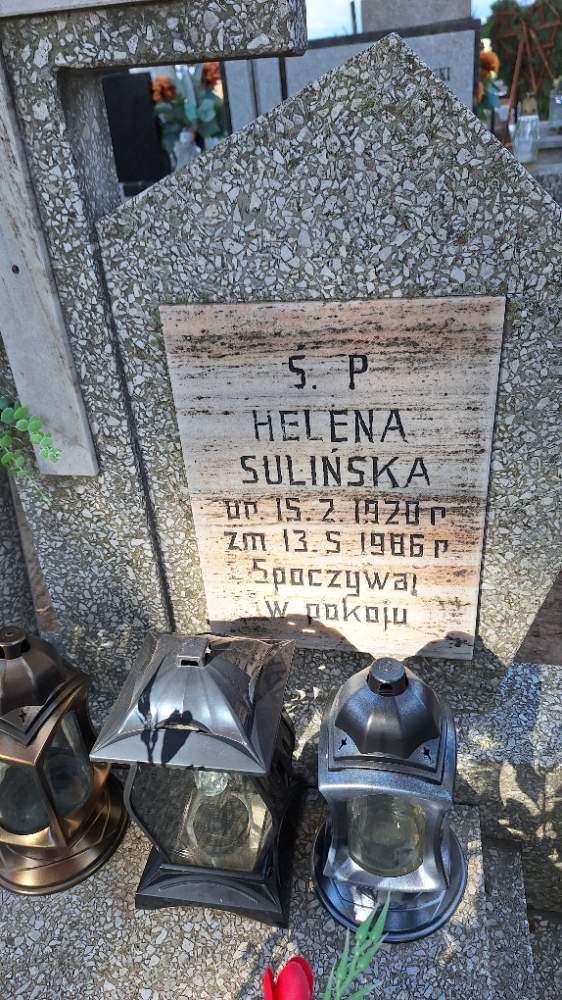 Ś. P
HELENA
SULIŃSKA
ur 15. 2. 1920 r
zm 13. 5 1986 r
Spoczywaj
w pokoju